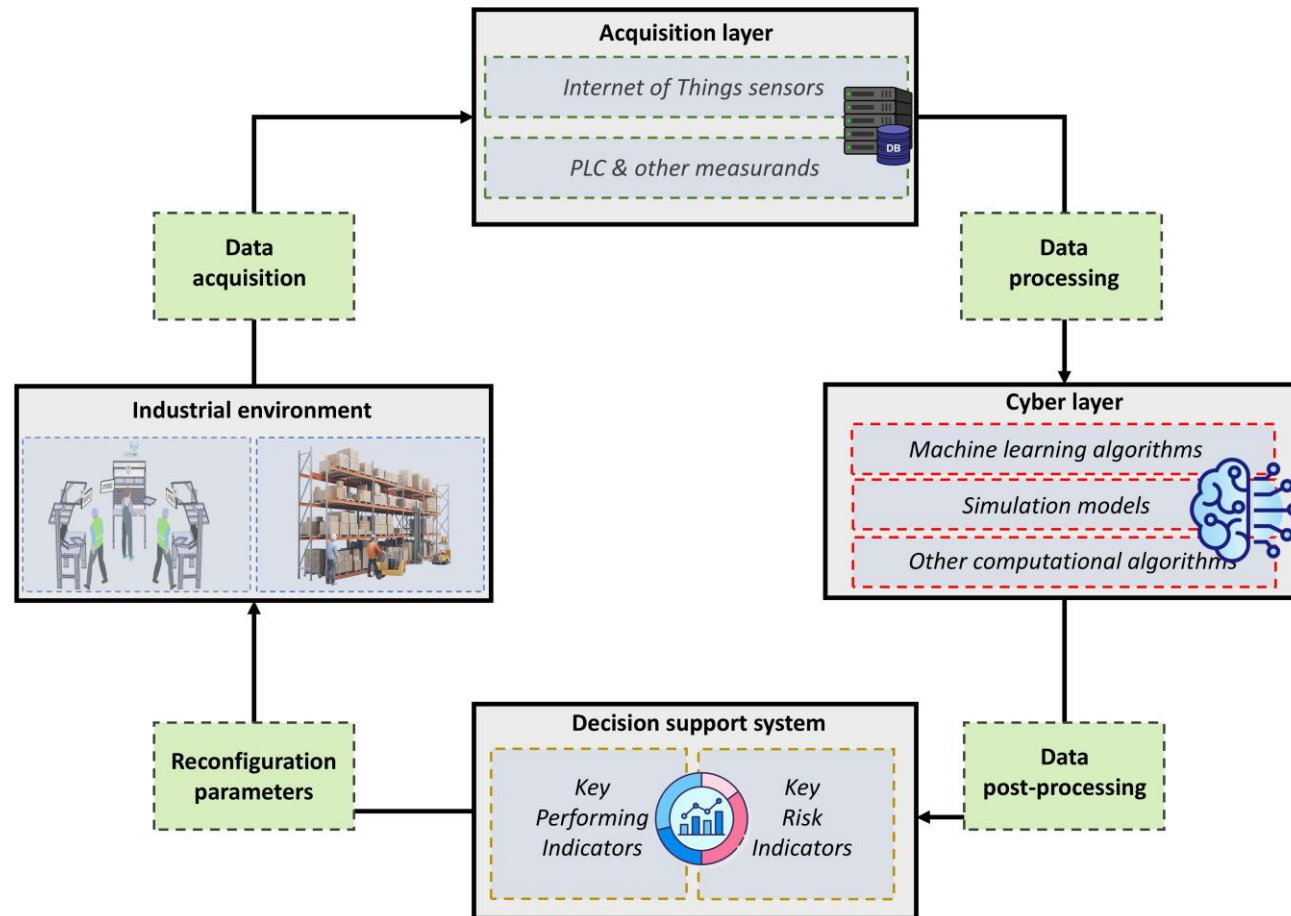 Acquisition layer
Internet of Things sensors
DB
PLC & other measurands
Data
acquisition
Data
processing
Industrial environment
Cyber layer
Machine learning algorithms
Simulation models
Other computational algorithms
Reconfiguration
parameters
Decision support system
Key
Performing
Indicators
Key
Risk
Indicators
Data
post-processing